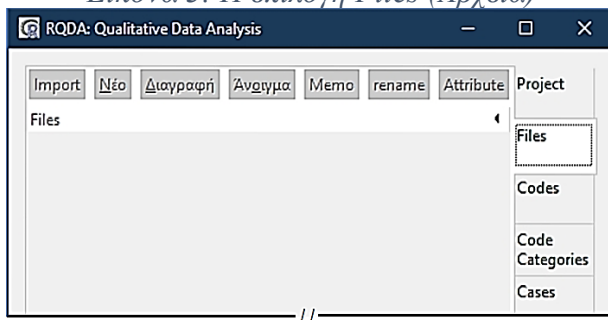 RQDA: Qualitative Data Analysis
Import Νέο Διαγραφή Άνοιγμα Memo rename Attribute
Files
Project
Files
Codes
Code
Categories
Cases